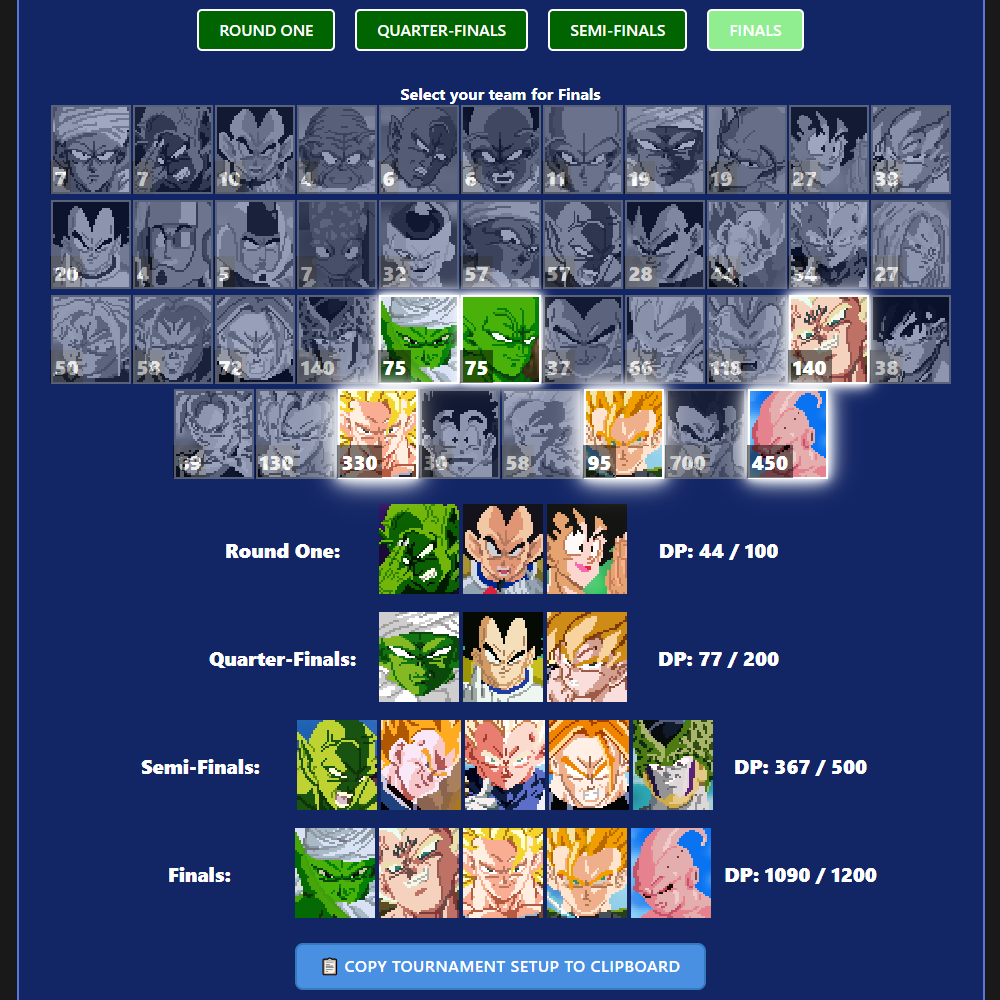 ROUND ONE QUARTER-FINALS SEMI-FINALS FINALS
Select your team for Finals
7 7 10 4 6 6 11 19 19 27 38
20 4 5 7 32 57 57 28 44 54 27
50 58 72 140 75 75 37 66 118 140 38
69 130 330 30 58 95 700 450
Round One: DP: 44 / 100
Quarter-Finals: DP: 77 / 200
Semi-Finals: DP: 367 / 500
Finals: DP: 1090 / 1200
COPY TOURNAMENT SETUP TO CLIPBOARD